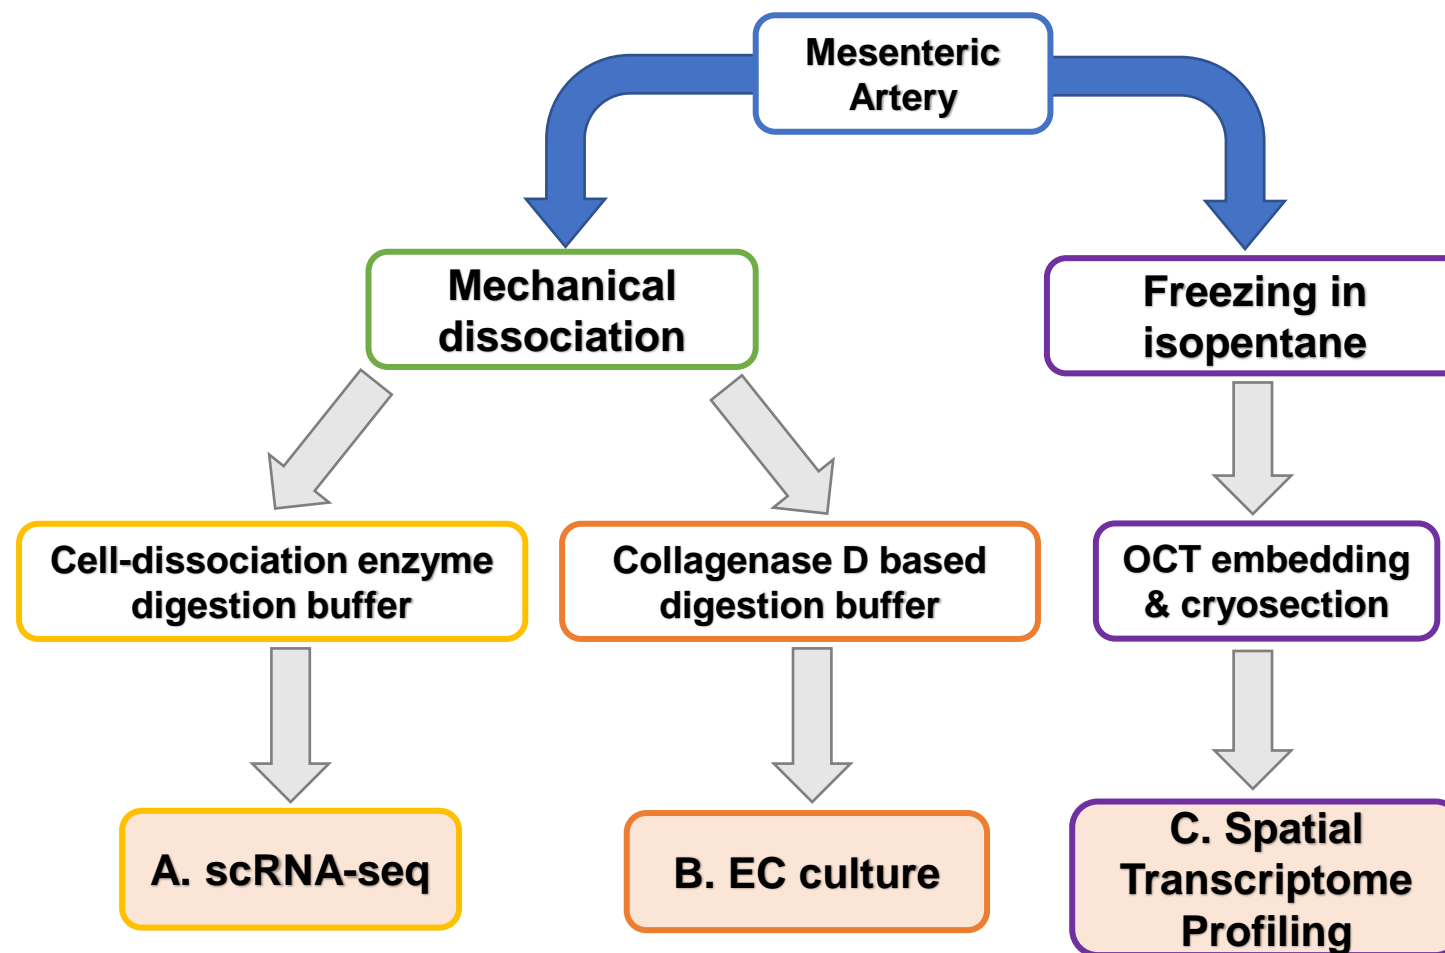 Mesenteric
Artery
Mechanical
dissociation
Freezing in
isopentane
Cell-dissociation enzyme
digestion buffer
Collagenase D based
digestion buffer
OCT embedding
& cryosection
A. scRNA-seq
B. EC culture
C. Spatial
Transcriptome
Profiling